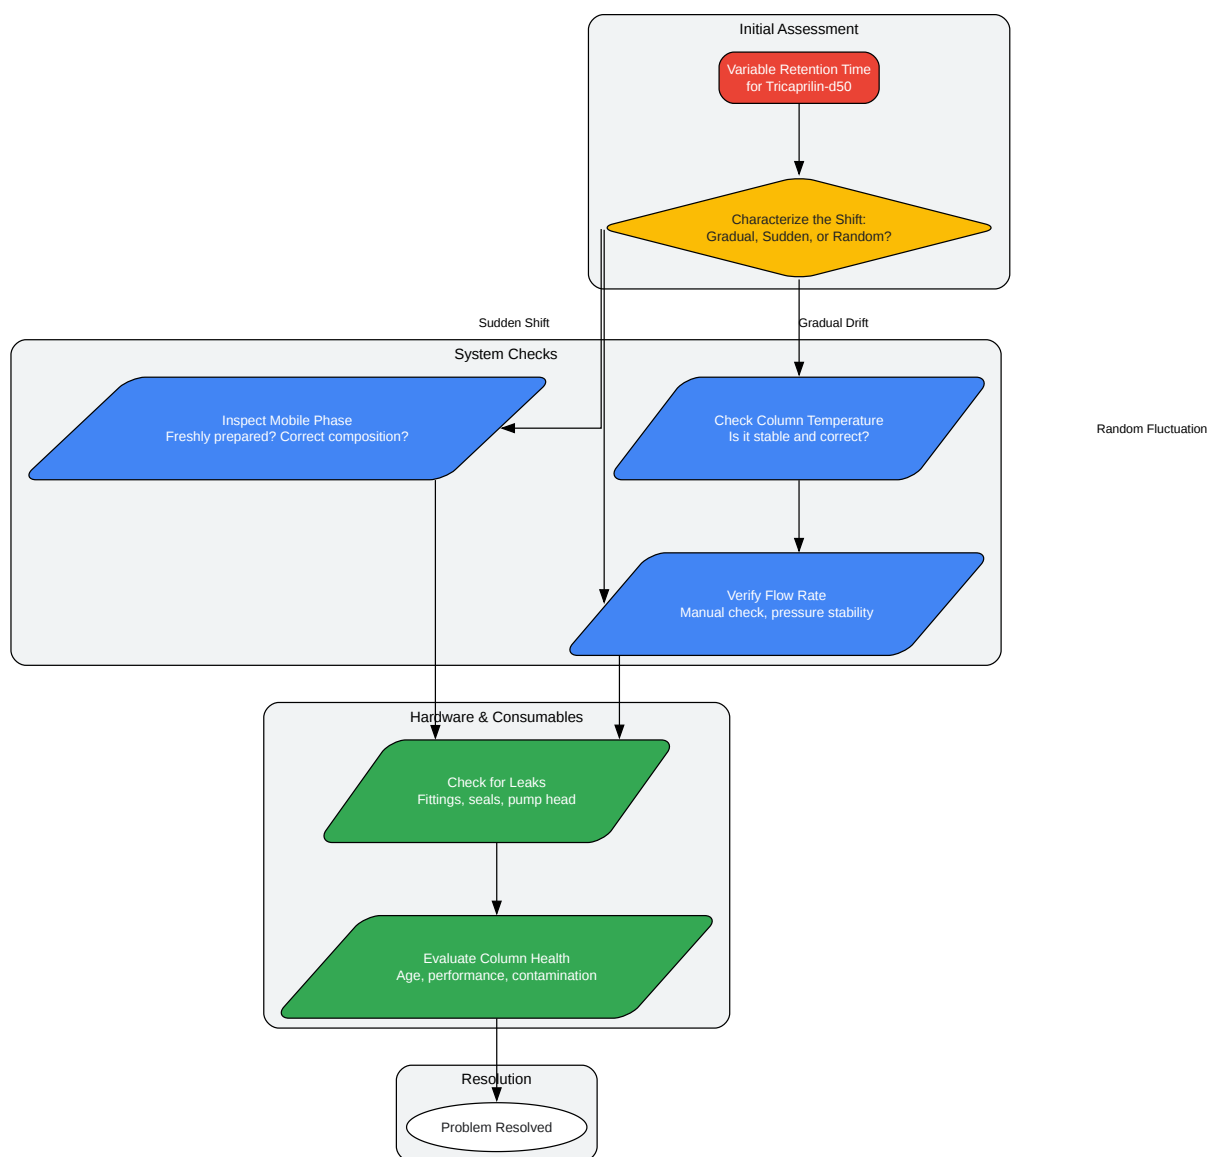 Initial Assessment
Variable Retention Time
for Tricaprilin-d50
Characterize the Shift:
Gradual, Sudden, or Random?
Sudden Shift
Gradual Drift
System Checks
Inspect Mobile Phase
Freshly prepared? Correct composition?
Check Column Temperature
Is it stable and correct?
Random Fluctuation
Verify Flow Rate
Manual check, pressure stability
Hardware & Consumables
Check for Leaks
Fittings, seals, pump head
Evaluate Column Health
Age, performance, contamination
Resolution
Problem Resolved